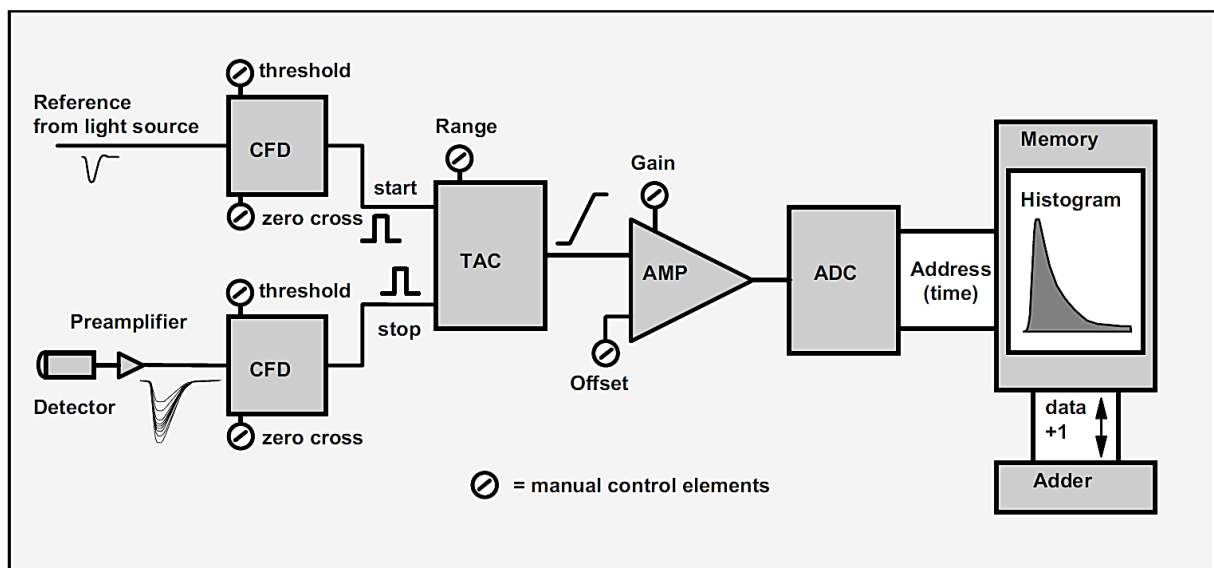 threshold
Reference
from light source
CFD
zero cross
start
Range
TAC
Gain
AMP
Offset
ADC
Address
(time)
Memory
Histogram
threshold
Preamplifier
stop
CFD
Detector
zero cross
data
+1
Adder
= manual control elements